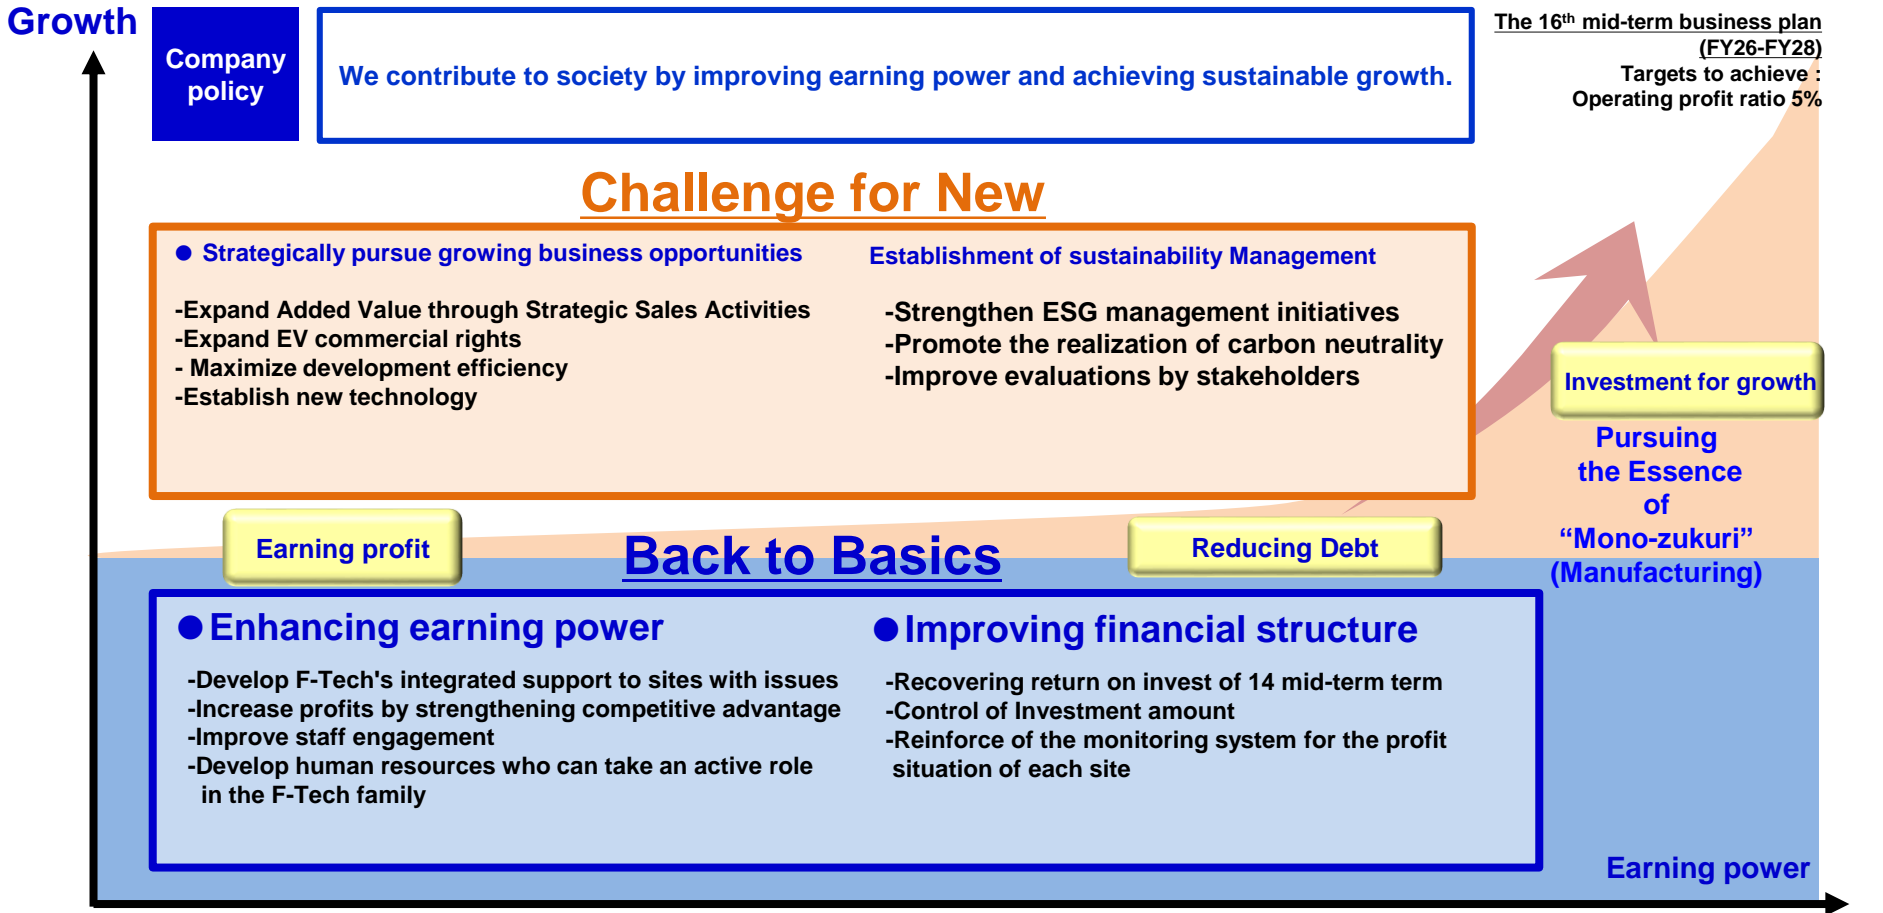 Growth
Company
policy
We contribute to society by improving earning power and achieving sustainable growth.
The 16th mid-term business plan
(FY26-FY28)
Targets to achieve :
Operating profit ratio 5%
Challenge for New
● Strategically pursue growing business opportunities
-Expand Added Value through Strategic Sales Activities
-Expand EV commercial rights
- Maximize development efficiency
-Establish new technology
Establishment of sustainability Management
-Strengthen ESG management initiatives
-Promote the realization of carbon neutrality
-Improve evaluations by stakeholders
Investment for growth
Pursuing
the Essence
of
“Mono-zukuri”
(Manufacturing)
Earning profit
Back to Basics
Reducing Debt
●Enhancing earning power
-Develop F-Tech's integrated support to sites with issues
-Increase profits by strengthening competitive advantage
-Improve staff engagement
-Develop human resources who can take an active role
in the F-Tech family
●Improving financial structure
-Recovering return on invest of 14 mid-term term
-Control of Investment amount
-Reinforce of the monitoring system for the profit
situation of each site
Earning power